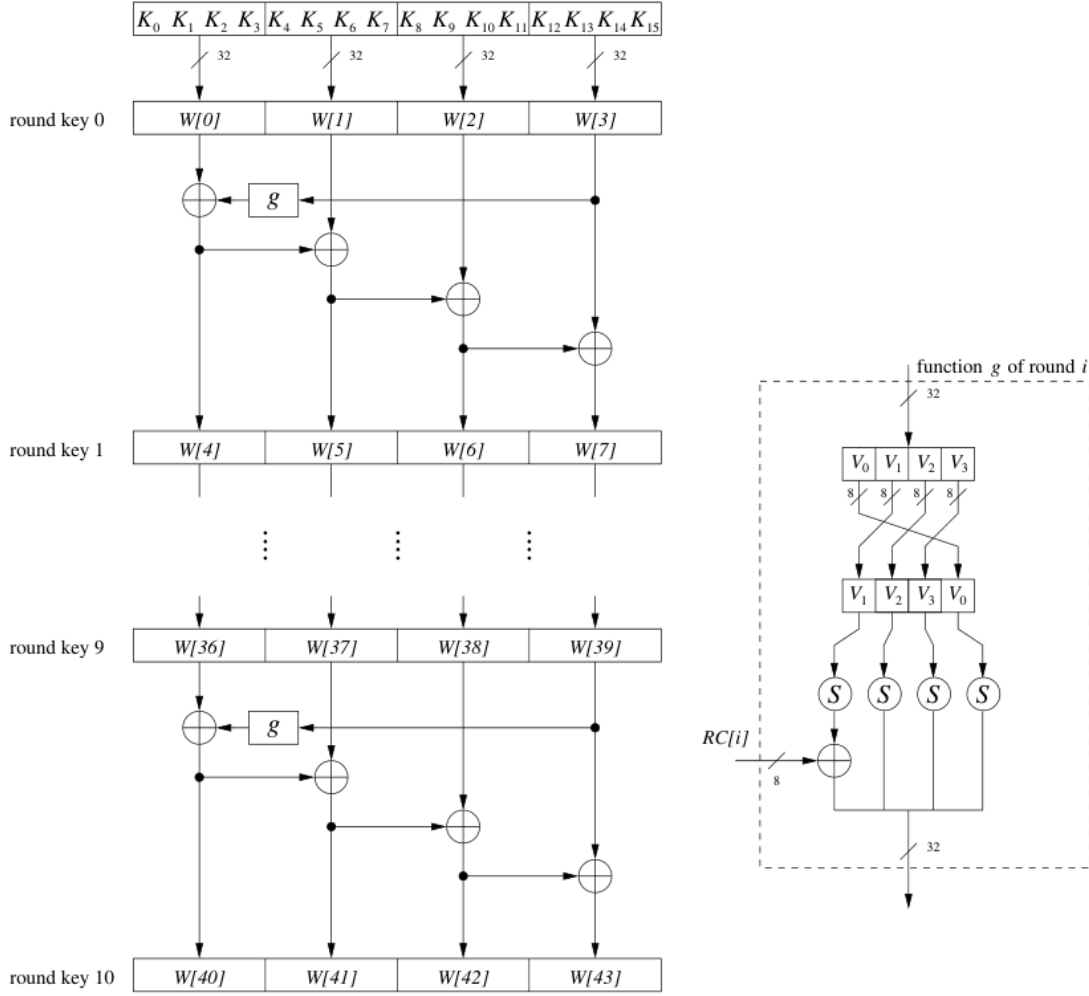 K0 K1 K2 K3 K4 K5 K6 K7 K8 K9 K10 K11 K12 K13 K14 K15
32 32 32 32
round key 0 W[0] W[1] W[2] W[3]
g
round key 1 W[4] W[5] W[6] W[7]
round key 9 W[36] W[37] W[38] W[39]
g
round key 10 W[40] W[41] W[42] W[43]
function g of round i
32
V0 V1 V2 V3
8 8 8 8
V1 V2 V3 V0
S S S S
RC[i]
8
32